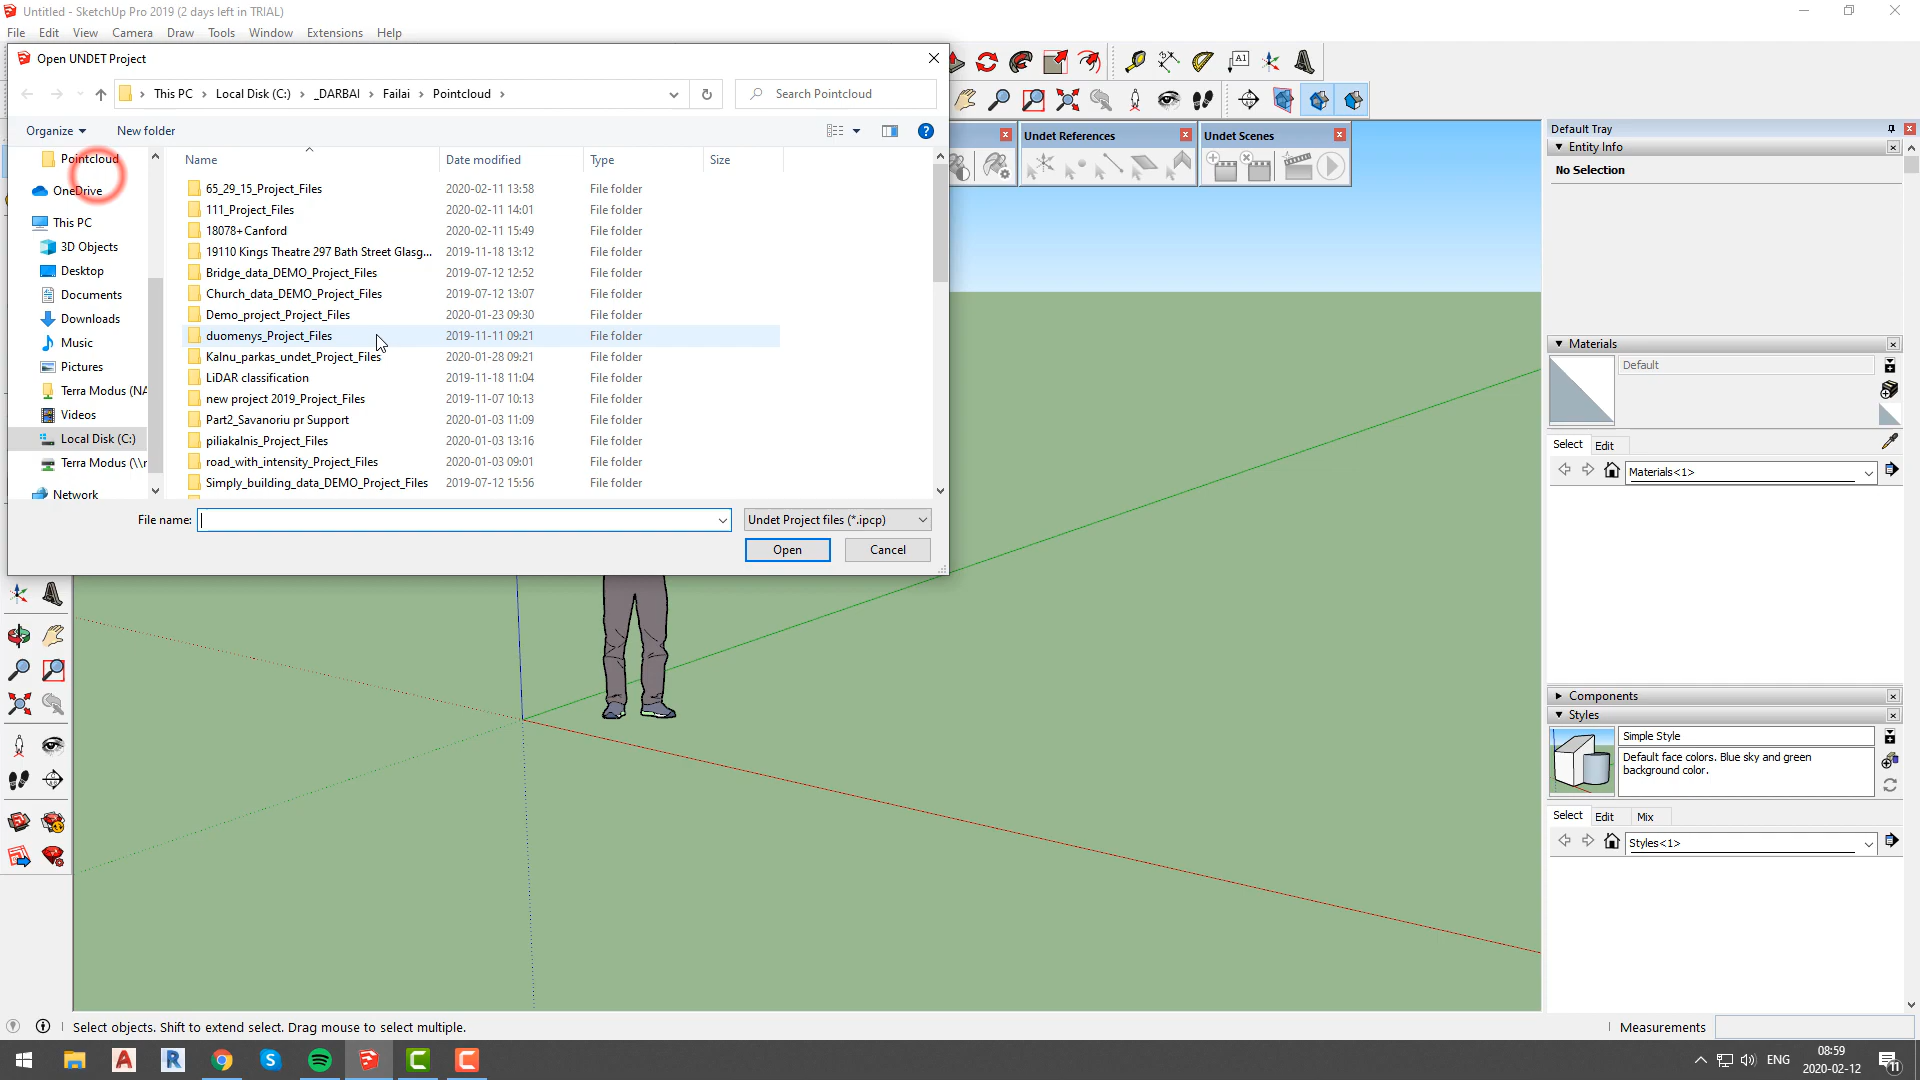 Untitled - SketchUp Pro 2019 (2 days left in TRIAL)
File Edit View Camera Draw Tools Window Extensions Help
Open UNDET Project
This PC > Local Disk (C:) > _DARBAI > Failai > Pointcloud >
Search Pointcloud
Organize
New folder
Pointcloud
OneDrive
This PC
3D Objects
Desktop
Documents
Downloads
Music
Pictures
Terra Modus (NA
Videos
Local Disk (C:)
Terra Modus (\\r
Network
Name Date modified Type Size
65_29_15_Project_Files 2020-02-11 13:58 File folder
111_Project_Files 2020-02-11 14:01 File folder
18078+Canford 2020-02-11 15:49 File folder
19110 Kings Theatre 297 Bath Street Glasg... 2019-11-18 13:12 File folder
Bridge_data_DEMO_Project_Files 2019-07-12 12:52 File folder
Church_data_DEMO_Project_Files 2019-07-12 13:07 File folder
Demo_project_Project_Files 2020-01-23 09:30 File folder
duomenys_Project_Files 2019-11-11 09:21 File folder
Kalnu_parkas_undet_Project_Files 2020-01-28 09:21 File folder
LiDAR classification 2019-11-18 11:04 File folder
new project 2019_Project_Files 2019-11-07 10:13 File folder
Part2_Savanoriu pr Support 2020-01-03 11:09 File folder
piliakalnis_Project_Files 2020-01-03 13:16 File folder
road_with_intensity_Project_Files 2020-01-03 09:01 File folder
Simply_building_data_DEMO_Project_Files 2019-07-12 15:56 File folder
File name:
Undet Project files (*.ipcp)
Open Cancel
Undet References
Undet Scenes
A1
Default Tray
Entity Info
No Selection
Materials
Default
Select Edit
Materials<1>
Components
Styles
Simple Style
Default face colors. Blue sky and green
background color.
Select Edit Mix
Styles<1>
Select objects. Shift to extend select. Drag mouse to select multiple.
Measurements
ENG
08:59
2020-02-12
11